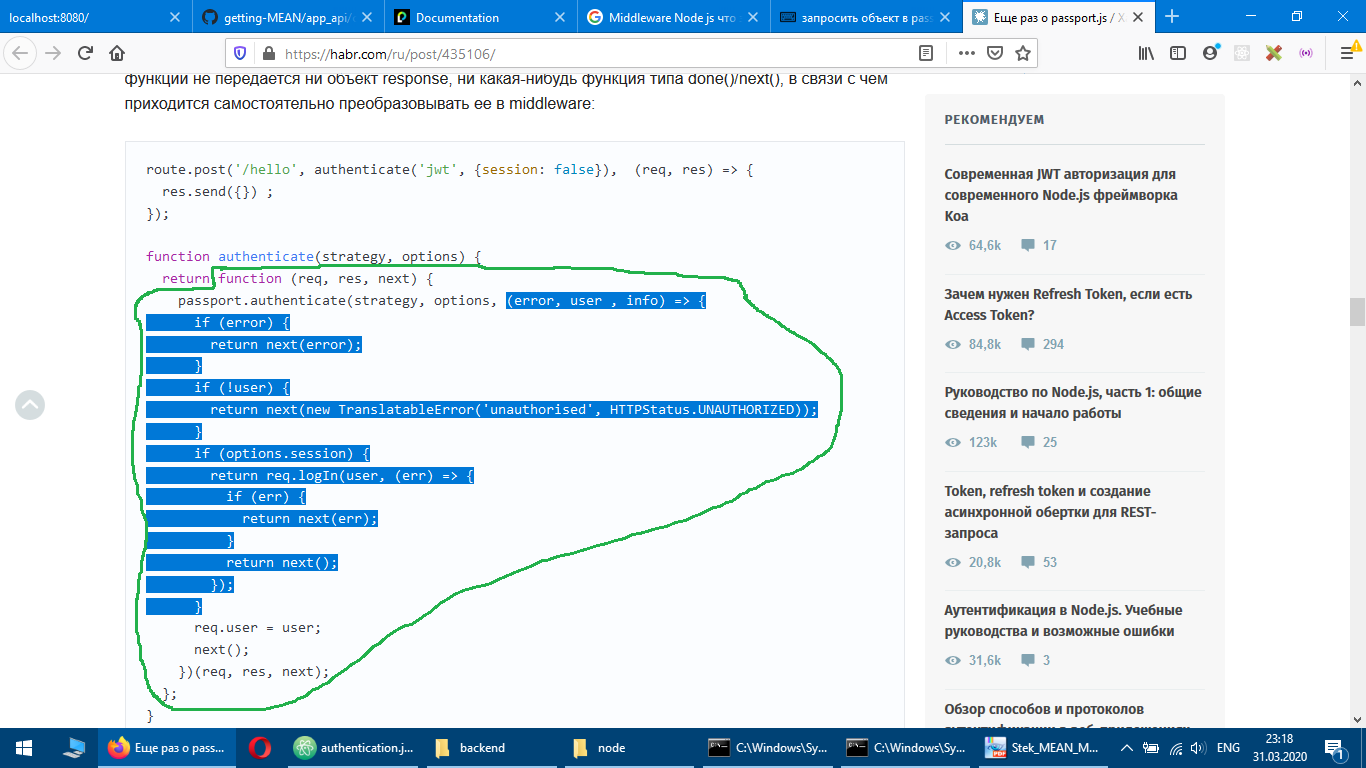 localhost:8080/
getting-MEAN/app_api/
Documentation
Middleware Node js что
запросить объект в pas
Еще раз о passport.js / Х
https://habr.com/ru/post/435106/
функции не передается ни объект response, ни какая-нибудь функция типа done()/next(), в связи с чем
приходится самостоятельно преобразовывать ее в middleware:
route.post('/hello', authenticate('jwt', {session: false}),  (req, res) => {
  res.send({}) ;
});
function authenticate(strategy, options) {
  return function (req, res, next) {
    passport.authenticate(strategy, options, (error, user , info) => {
      if (error) {
        return next(error);
      }
      if (!user) {
        return next(new TranslatableError('unauthorised', HTTPStatus.UNAUTHORIZED));
      }
      if (options.session) {
        return req.logIn(user, (err) => {
          if (err) {
            return next(err);
          }
          return next();
        });
      }
      req.user = user;
      next();
    })(req, res, next);
  };
}
РЕКОМЕНДУЕМ
Современная JWT авторизация для
современного Node.js фреймворка
Koa
64,6k 17
Зачем нужен Refresh Token, если есть
Access Token?
84,8k 294
Руководство по Node.js, часть 1: общие
сведения и начало работы
123k 25
Token, refresh token и создание
асинхронной обертки для REST-
запроса
20,8k 53
Аутентификация в Node.js. Учебные
руководства и возможные ошибки
31,6k 3
Обзор способов и протоколов
Еще раз о pass...
authentication.j...
backend
node
C:\Windows\Sy...
C:\Windows\Sy...
Stek_MEAN_M...
ENG
23:18
31.03.2020
1